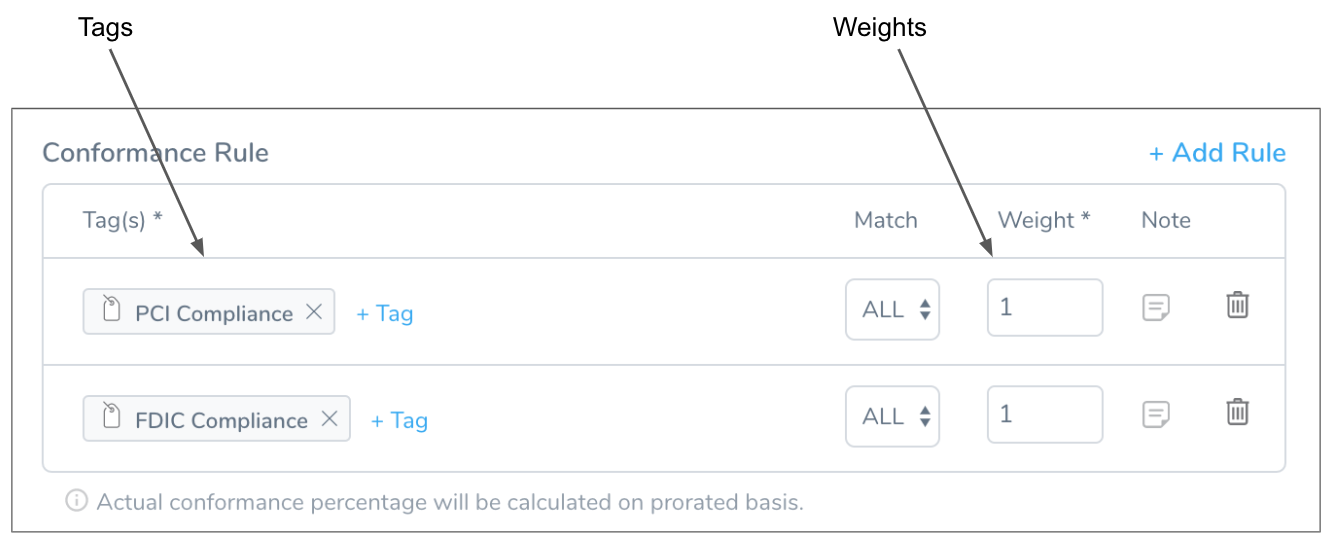 Tags Weights
Conformance Rule + Add Rule
Tag(s) * Match Weight * Note
PCI Compliance + Tag ALL 1
FDIC Compliance + Tag ALL 1
Actual conformance percentage will be calculated on prorated basis.